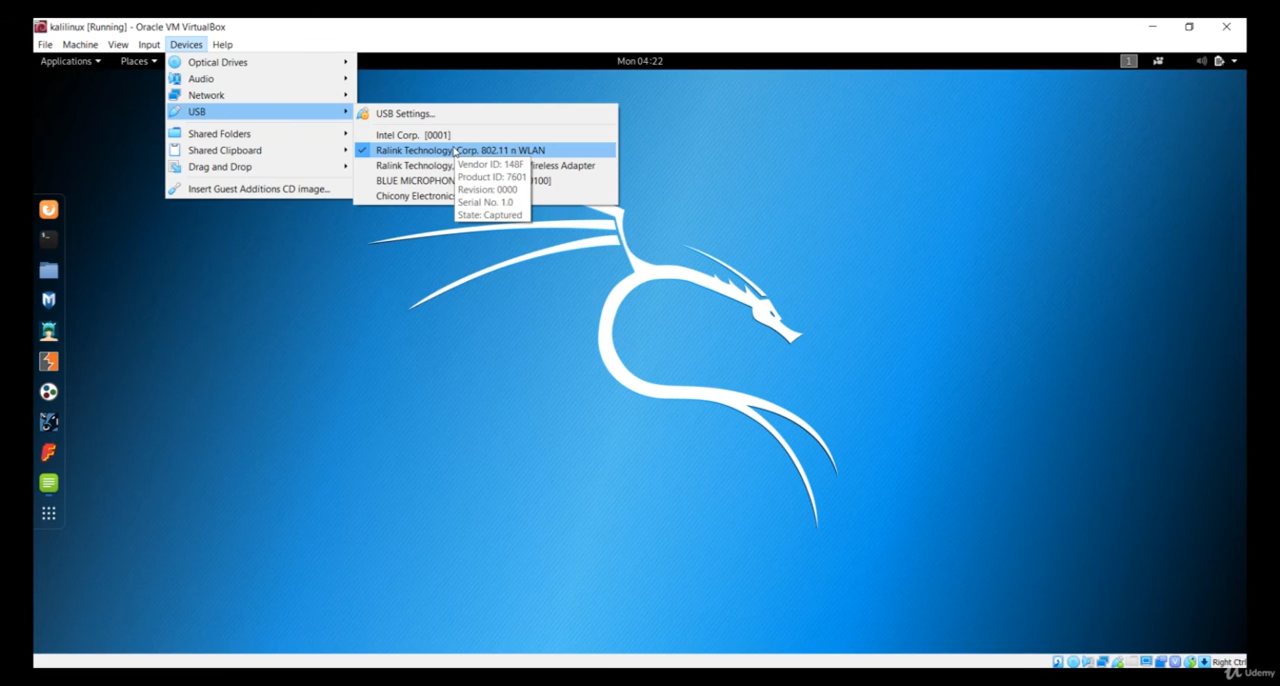 kalilinux [Running] - Oracle VM VirtualBox
File Machine View Input Devices Help
Applications Places Mon 04:22 1
Optical Drives
Audio
Network
USB
Shared Folders
Shared Clipboard
Drag and Drop
Insert Guest Additions CD image...
USB Settings...
Intel Corp. [0001]
Ralink Technology, Corp. 802.11 n WLAN
Ralink Technology, Wireless Adapter
BLUE MICROPHON 0100]
Chicony Electronics
Vendor ID: 148F
Product ID: 7601
Revision: 0000
Serial No. 1.0
State: Captured
Right Ctrl
Udemy